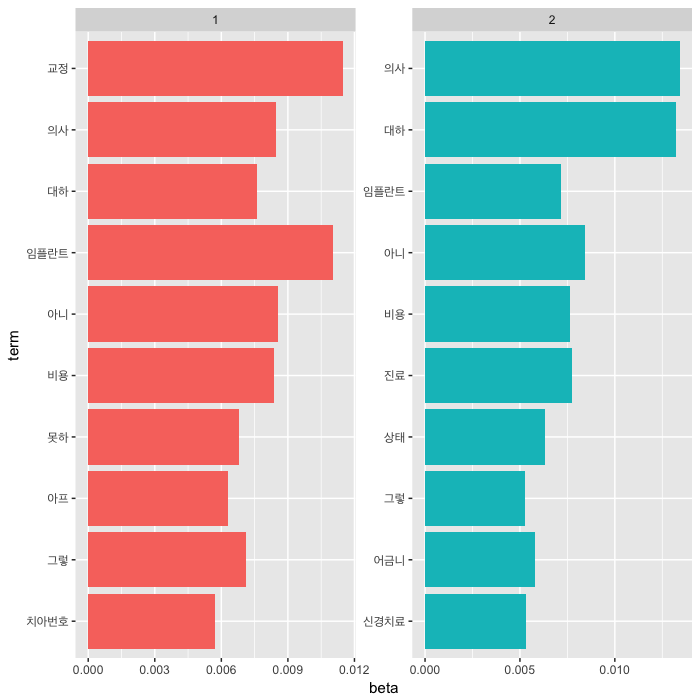 1
2
교정
의사
대하
임플란트
아니
비용
못하
아프
그렇
치아번호
의사
대하
임플란트
아니
비용
진료
상태
그렇
어금니
신경치료
term
0.000 0.003 0.006 0.009 0.012
0.000 0.005 0.010
beta